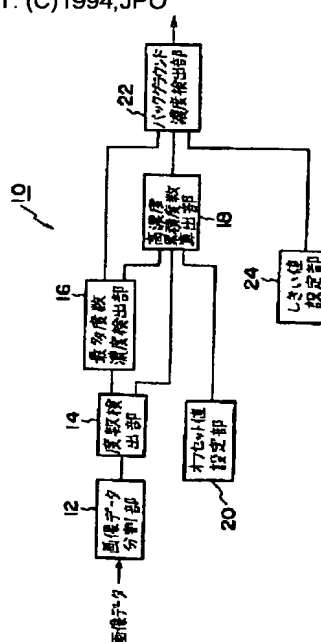 (C)1994,JPO
10
画像データ
12
画像データ
分割部
14
度数検
出部
16
最多度数
濃度検出部
18
高濃度
累積度数
算出部
20
オフセット値
設定部
22
バックグラウンド
濃度検出部
24
しきい値
設定部